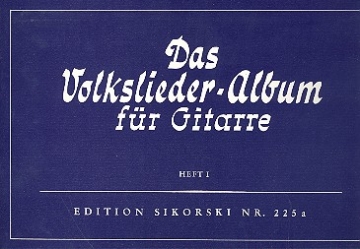 Das
Volkslieder-Album
für Gitarre
HEFT I
EDITION SIKORSKI NR. 225a